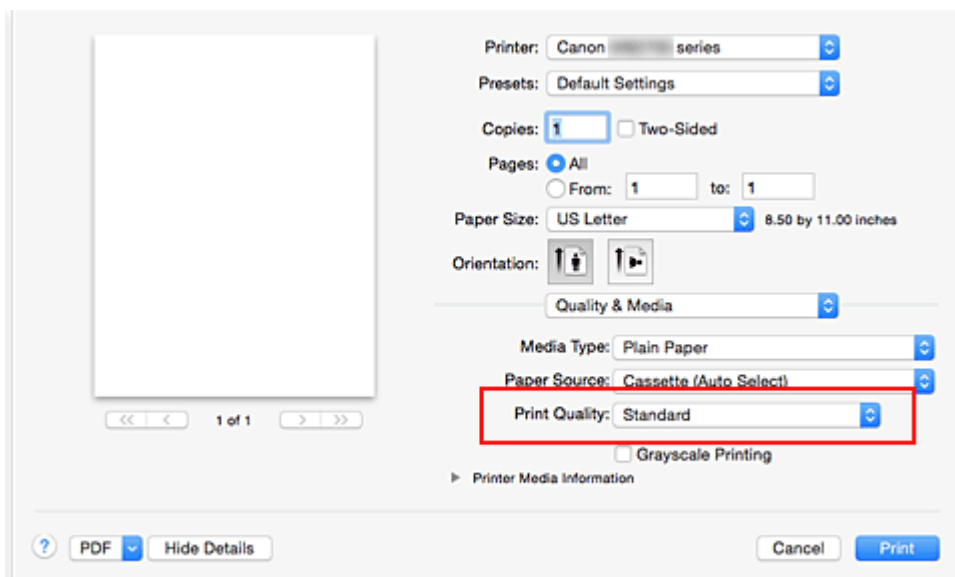 Printer: Canon series
Presets: Default Settings
Copies: 1 Two-Sided
Pages: All
From: 1 to: 1
Paper Size: US Letter 8.50 by 11.00 inches
Orientation:
Quality & Media
Media Type: Plain Paper
Paper Source: Cassette (Auto Select)
Print Quality: Standard
Grayscale Printing
Printer Media Information
1 of 1
? PDF Hide Details Cancel Print